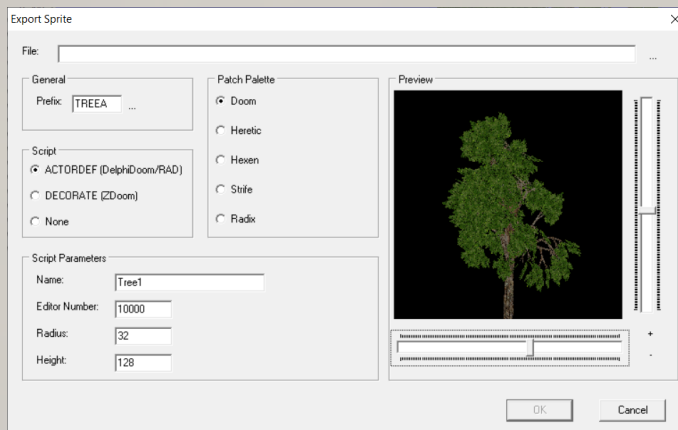 Export Sprite
File:
...
General
Prefix: TREEA ...
Script
ACTORDEF (DelphiDoom/RAD)
DECORATE (ZDoom)
None
Patch Palette
Doom
Heretic
Hexen
Strife
Radix
Script Parameters
Name: Tree1
Editor Number: 10000
Radius: 32
Height: 128
Preview
+
-
OK
Cancel